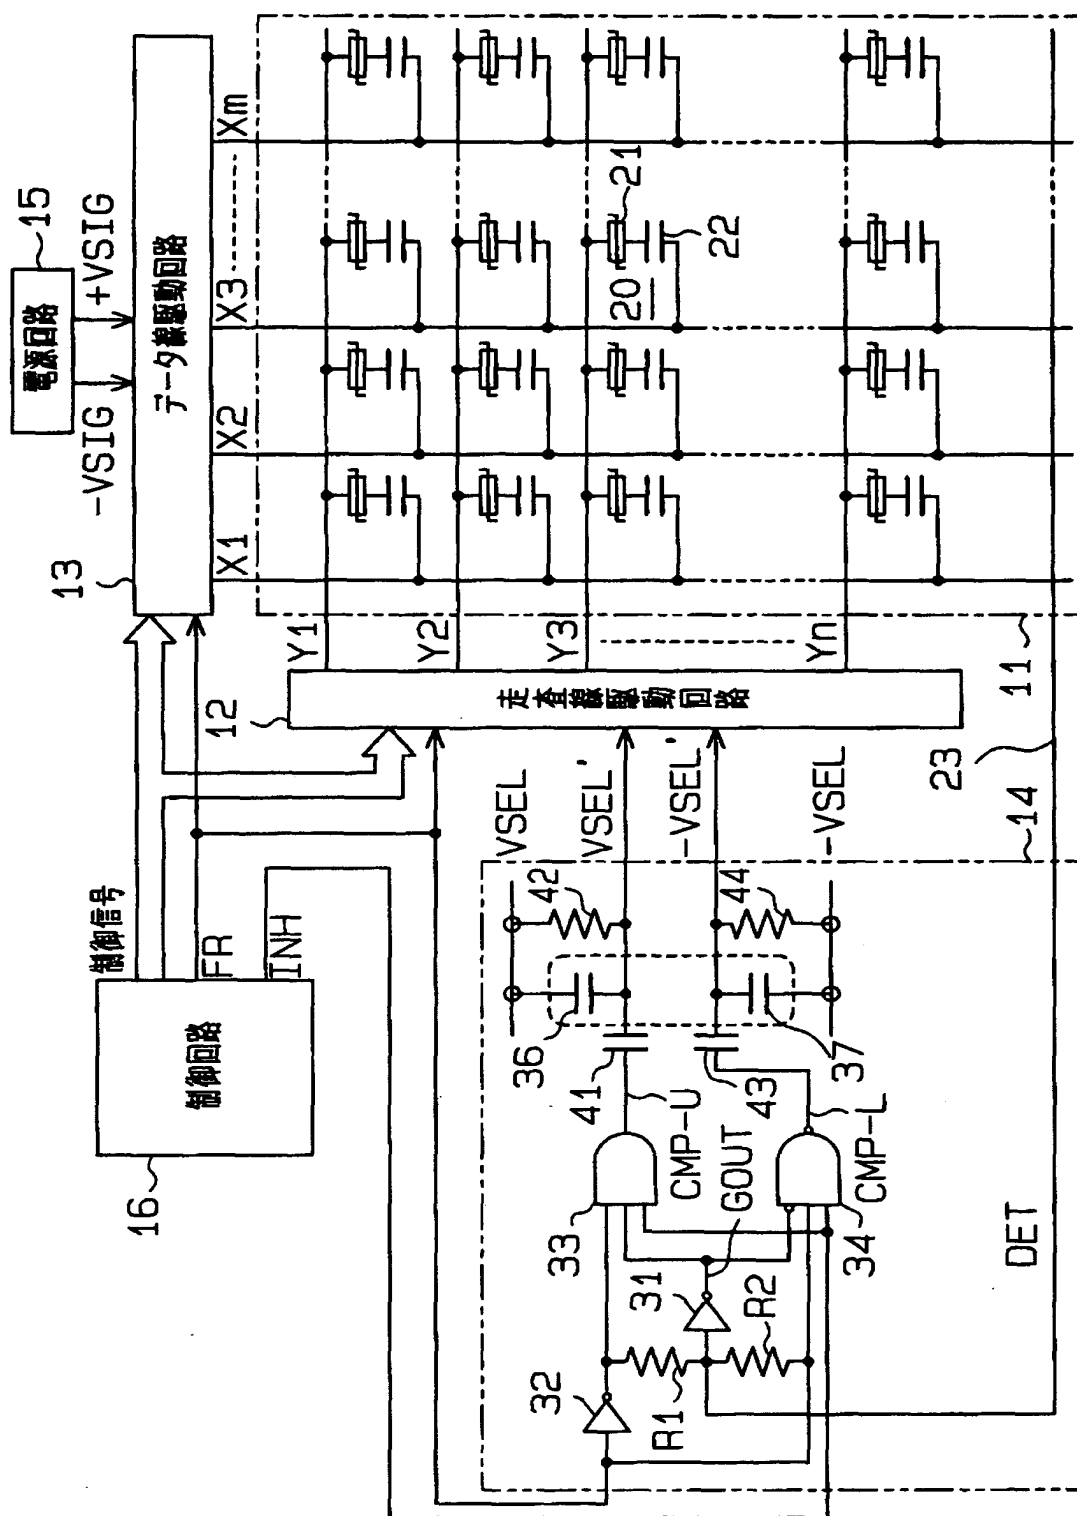 電源回路
15
-VSIG
+VSIG
データ線駆動回路
13
X1
X2
X3
Xm
制御信号
FR
INH
制御回路
16
12
走査線駆動回路
Y1
Y2
Y3
Yn
20
21
22
11
23
14
VSEL
VSEL'
-VSEL'
-VSEL
42
44
36
37
41
43
CMP-U
CMP-L
GOUT
33
34
31
32
R1
R2
DET